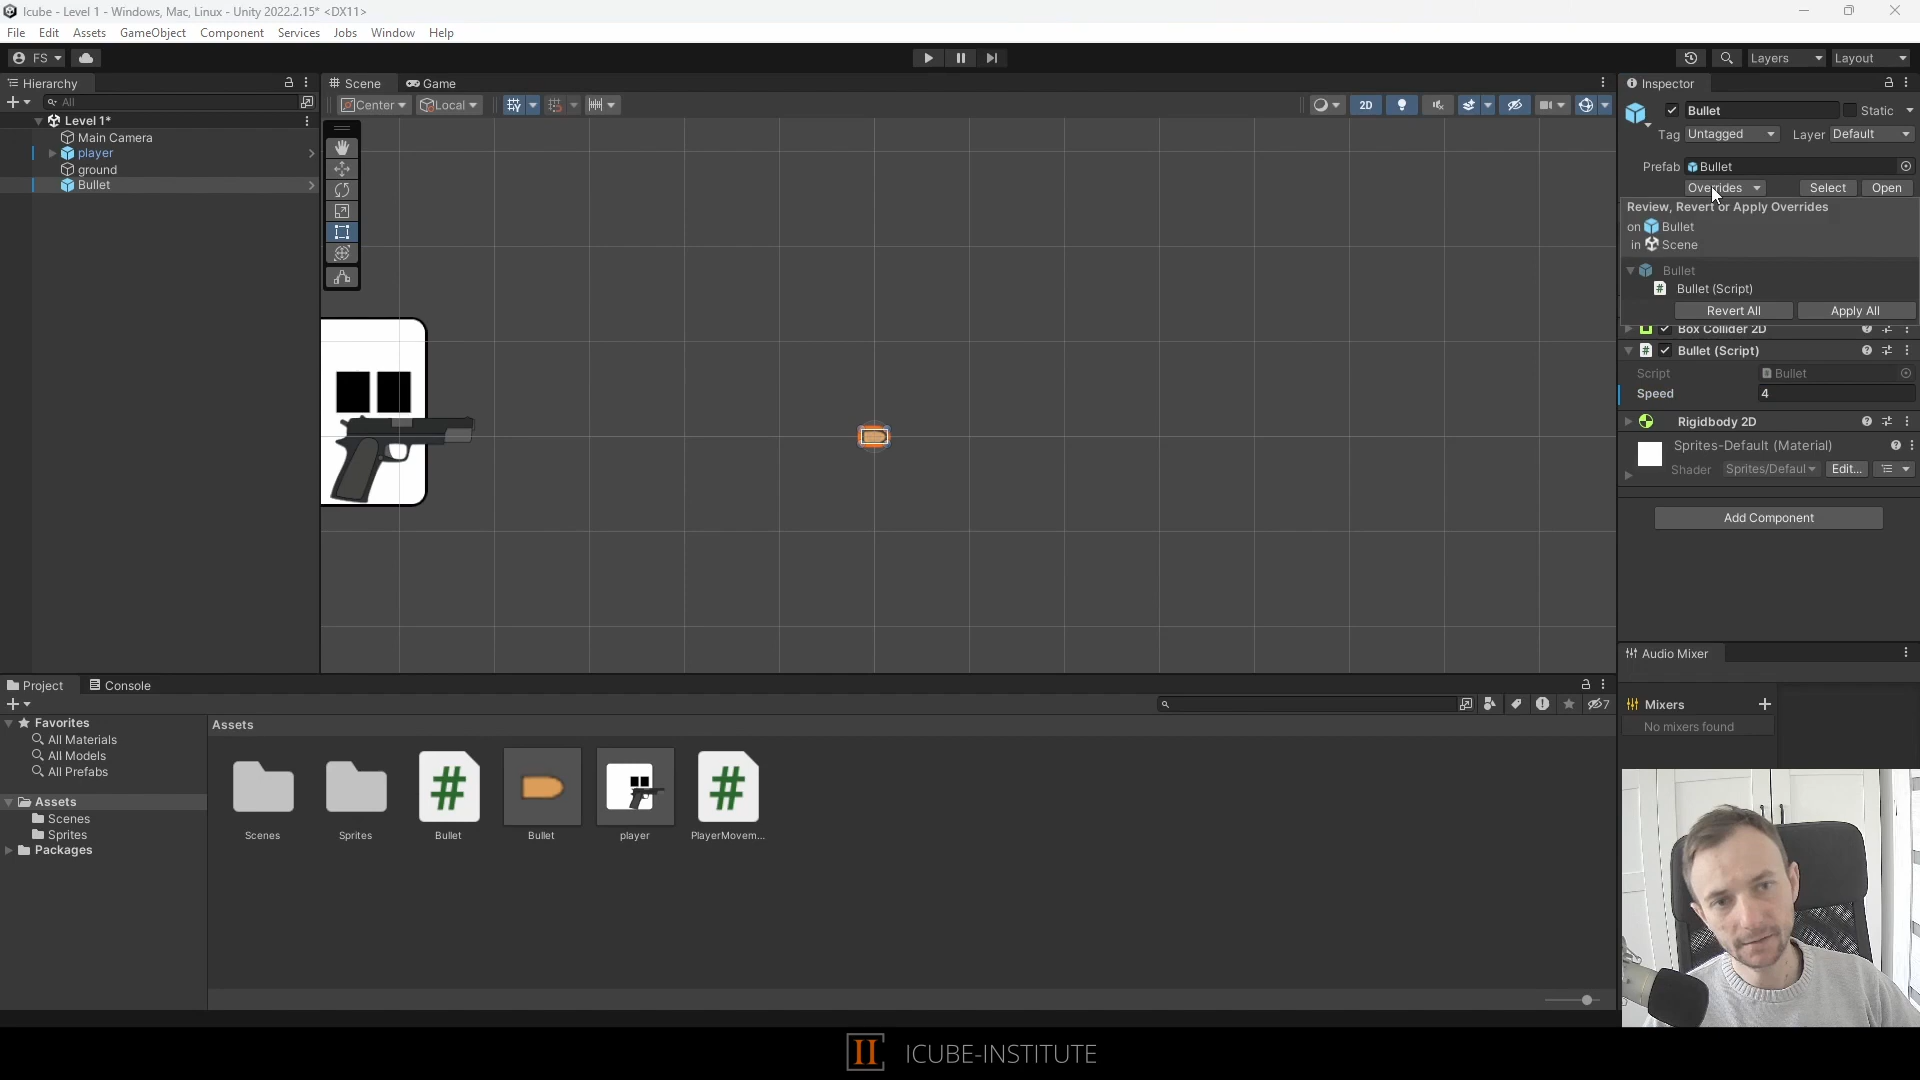 Icube - Level 1 - Windows, Mac, Linux - Unity 2022.2.15* <DX11>
File Edit Assets GameObject Component Services Jobs Window Help
FS
Layers
Layout
Hierarchy
All
Level 1*
Main Camera
player
ground
Bullet
Scene
Game
Center
Local
2D
Inspector
Bullet
Static
Tag Untagged Layer Default
Prefab Bullet
Overrides Select Open
Review, Revert or Apply Overrides
on Bullet
in Scene
Bullet
Bullet (Script)
Revert All Apply All
Box Collider 2D
Bullet (Script)
Script Bullet
Speed 4
Rigidbody 2D
Sprites-Default (Material)
Shader Sprites/Defaul Edit...
Add Component
Audio Mixer
Mixers
No mixers found
Project
Console
7
Favorites
All Materials
All Models
All Prefabs
Assets
Scenes
Sprites
Packages
Assets
Scenes
Sprites
Bullet
Bullet
player
PlayerMovem...
II ICUBE-INSTITUTE